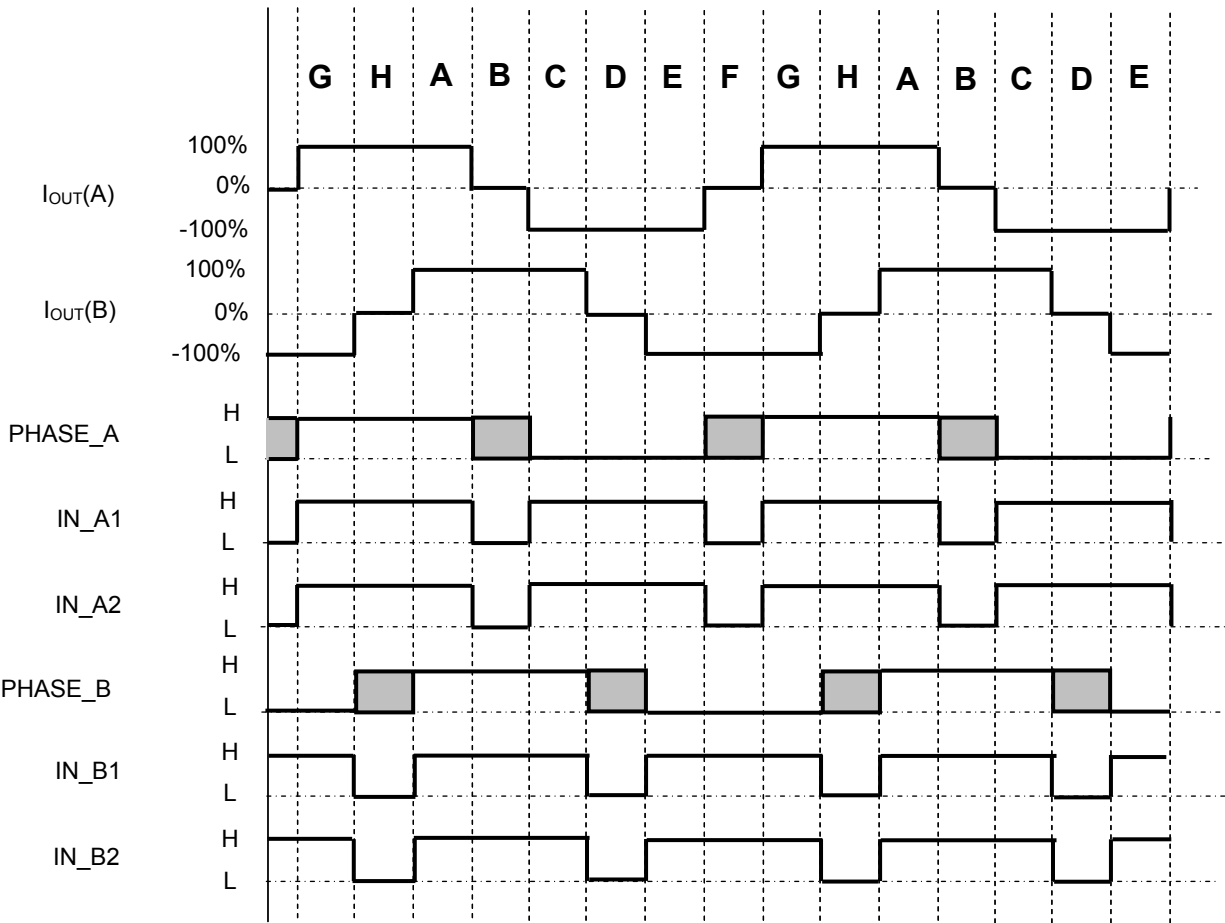 G H A B C D E F G H A B C D E
100%
IOUT(A) 0%
-100%
100%
IOUT(B) 0%
-100%
H
PHASE_A
L
H
IN_A1
L
H
IN_A2
L
H
PHASE_B
L
H
IN_B1
L
H
IN_B2
L